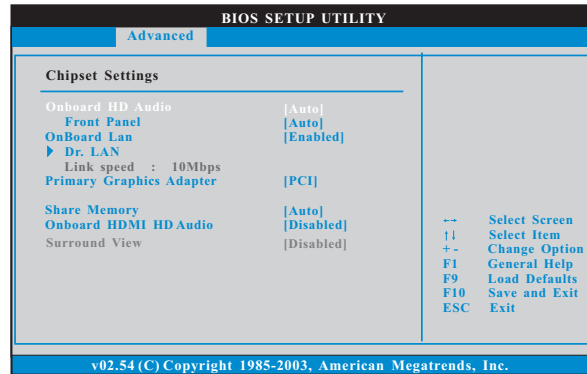 BIOS SETUP UTILITY
Advanced
Chipset Settings
Onboard HD Audio [Auto]
Front Panel [Auto]
OnBoard Lan [Enabled]
Dr. LAN
Link speed : 10Mbps
Primary Graphics Adapter [PCI]
Share Memory [Auto]
Onboard HDMI HD Audio [Disabled]
Surround View [Disabled]
←→ Select Screen
↑↓ Select Item
+ - Change Option
F1 General Help
F9 Load Defaults
F10 Save and Exit
ESC Exit
v02.54 (C) Copyright 1985-2003, American Megatrends, Inc.